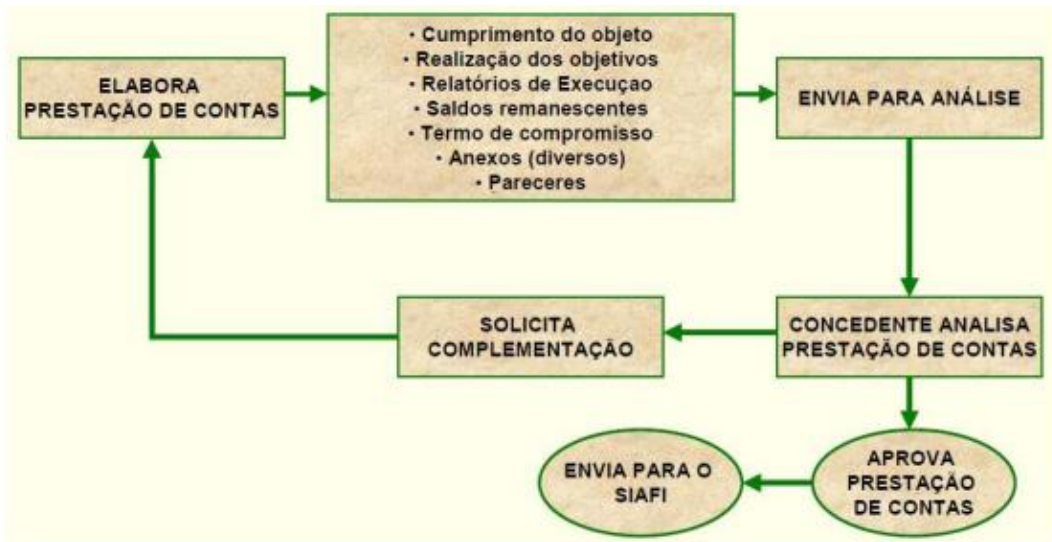 ELABORA
PRESTAÇÃO DE CONTAS
• Cumprimento do objeto
• Realização dos objetivos
• Relatórios de Execuçao
• Saldos remanescentes
• Termo de compromisso
• Anexos (diversos)
• Pareceres
ENVIA PARA ANÁLISE
SOLICITA
COMPLEMENTAÇÃO
CONCEDENTE ANALISA
PRESTAÇÃO DE CONTAS
ENVIA PARA O
SIAFI
APROVA
PRESTAÇÃO
DE CONTAS